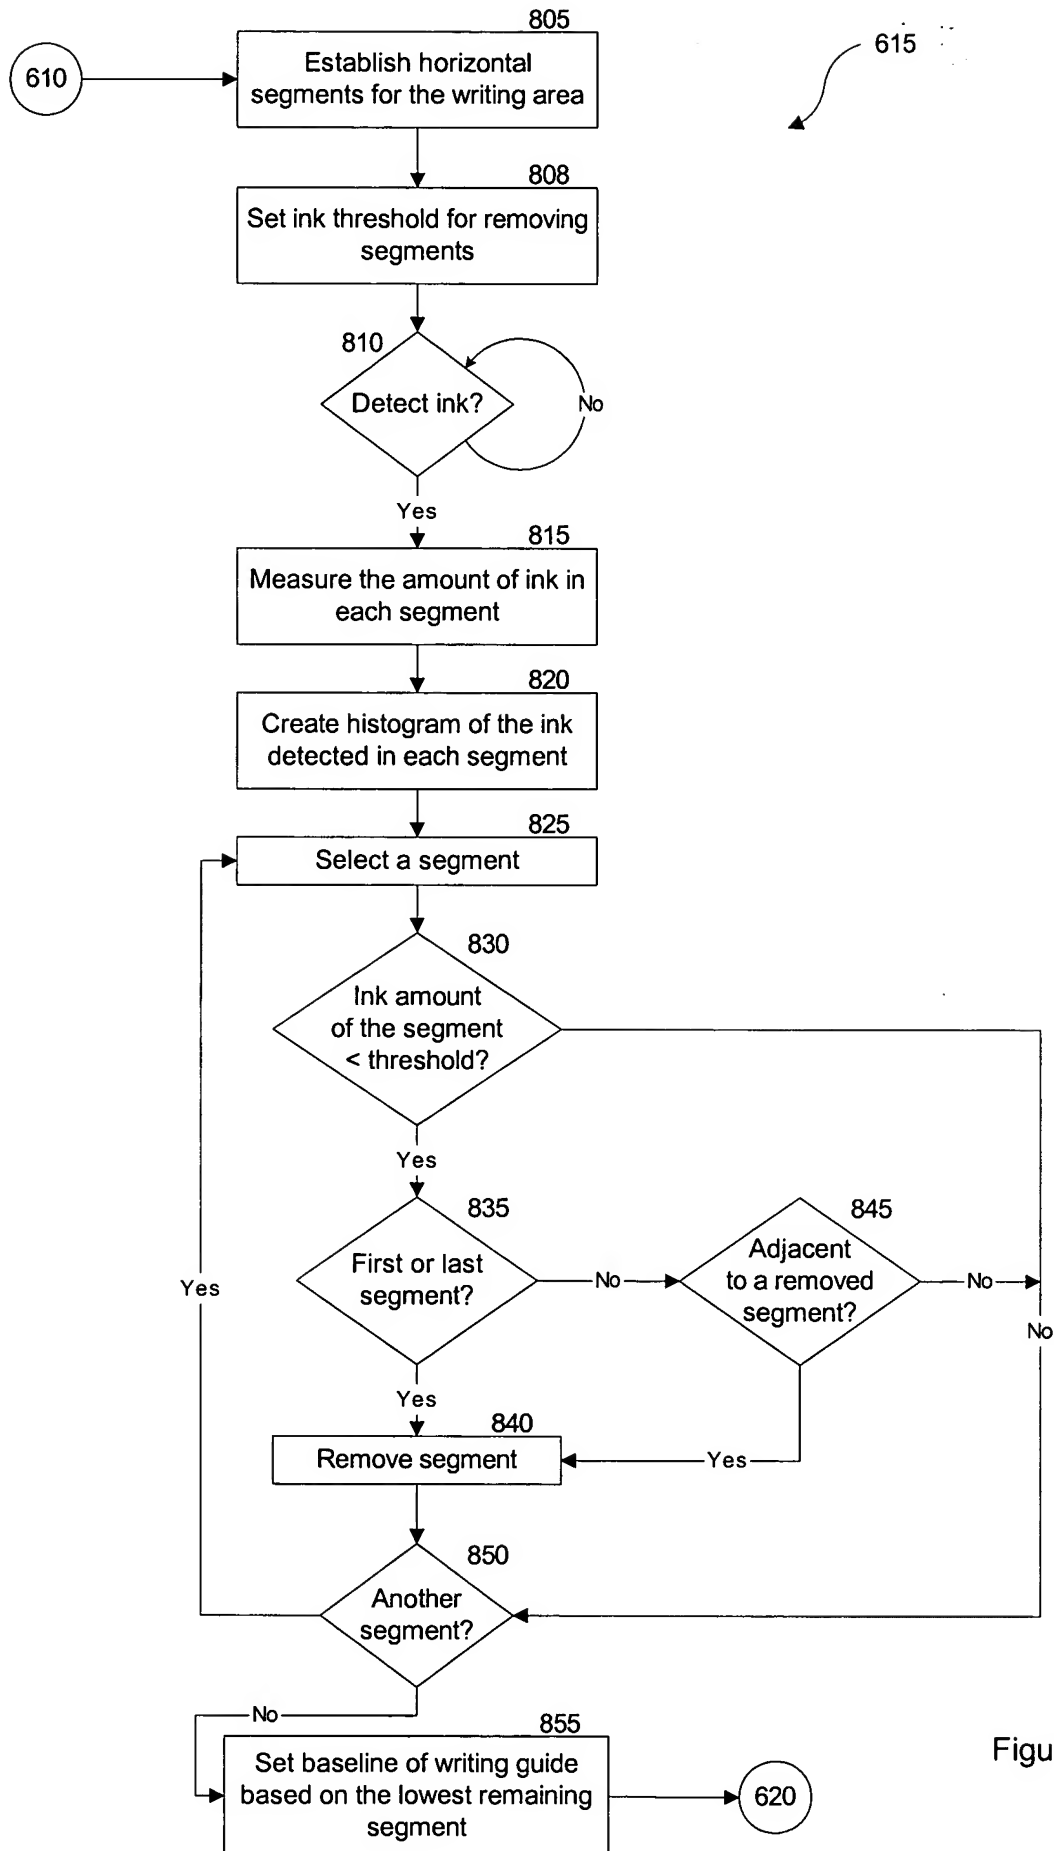 805
610
Establish horizontal
segments for the writing area
615
808
Set ink threshold for removing
segments
810
Detect ink?
No
Yes
815
Measure the amount of ink in
each segment
820
Create histogram of the ink
detected in each segment
825
Select a segment
830
Ink amount
of the segment
< threshold?
Yes
835
First or last
segment?
No
845
Adjacent
to a removed
segment?
No
Yes
No
Yes
840
Remove segment
Yes
850
Another
segment?
No
855
Set baseline of writing guide
based on the lowest remaining
segment
620
Figu